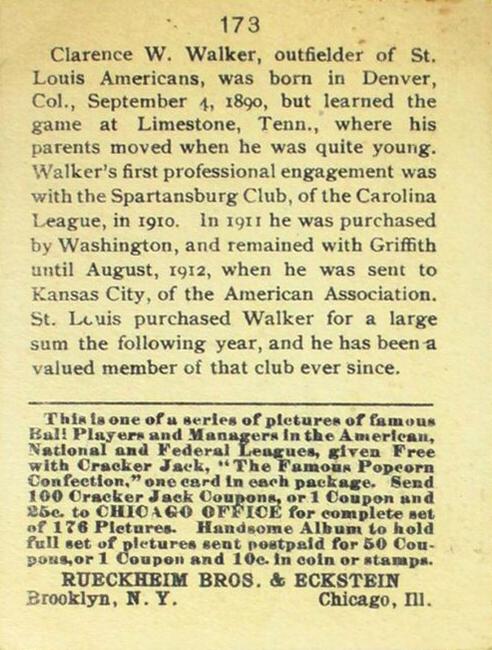 173
Clarence W. Walker, outfielder of St.
Louis Americans, was born in Denver,
Col., September 4, 1890, but learned the
game at Limestone, Tenn., where his
parents moved when he was quite young.
Walker's first professional engagement was
with the Spartansburg Club, of the Carolina
League, in 1910. In 1911 he was purchased
by Washington, and remained with Griffith
until August, 1912, when he was sent to
Kansas City, of the American Association.
St. Louis purchased Walker for a large
sum the following year, and he has been a
valued member of that club ever since.
This is one of a series of pictures of famous
Ball Players and Managers in the American,
National and Federal Leagues, given Free
with Cracker Jack, "The Famous Popcorn
Confection," one card in each package. Send
100 Cracker Jack Coupons, or 1 Coupon and
25c. to CHICAGO OFFICE for complete set
of 176 Pictures. Handsome Album to hold
full set of pictures sent postpaid for 50 Cou-
pons, or 1 Coupon and 10c. in coin or stamps.
RUECKHEIM BROS. & ECKSTEIN
Brooklyn, N. Y. Chicago, Ill.